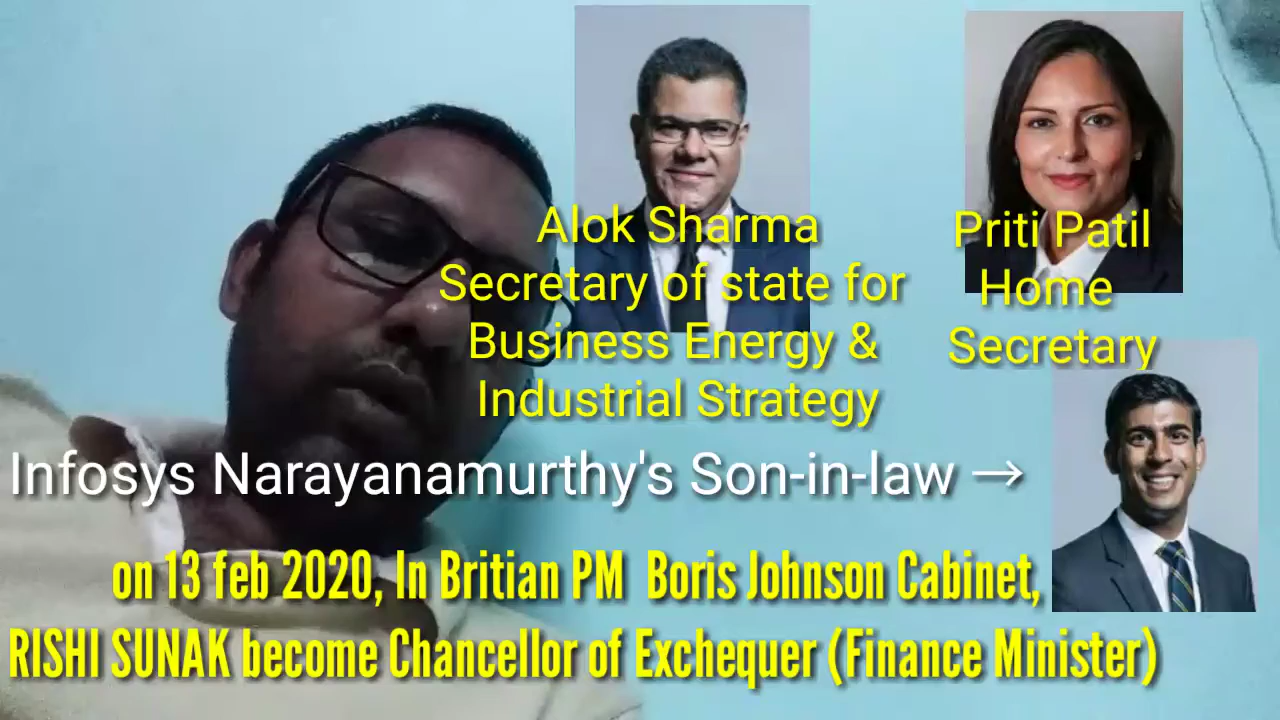 Alok Sharma
Secretary of state for
Business Energy &
Industrial Strategy
Priti Patil
Home
Secretary
Infosys Narayanamurthy's Son-in-law →
on 13 feb 2020, In Britian PM Boris Johnson Cabinet,
RISHI SUNAK become Chancellor of Exchequer (Finance Minister)